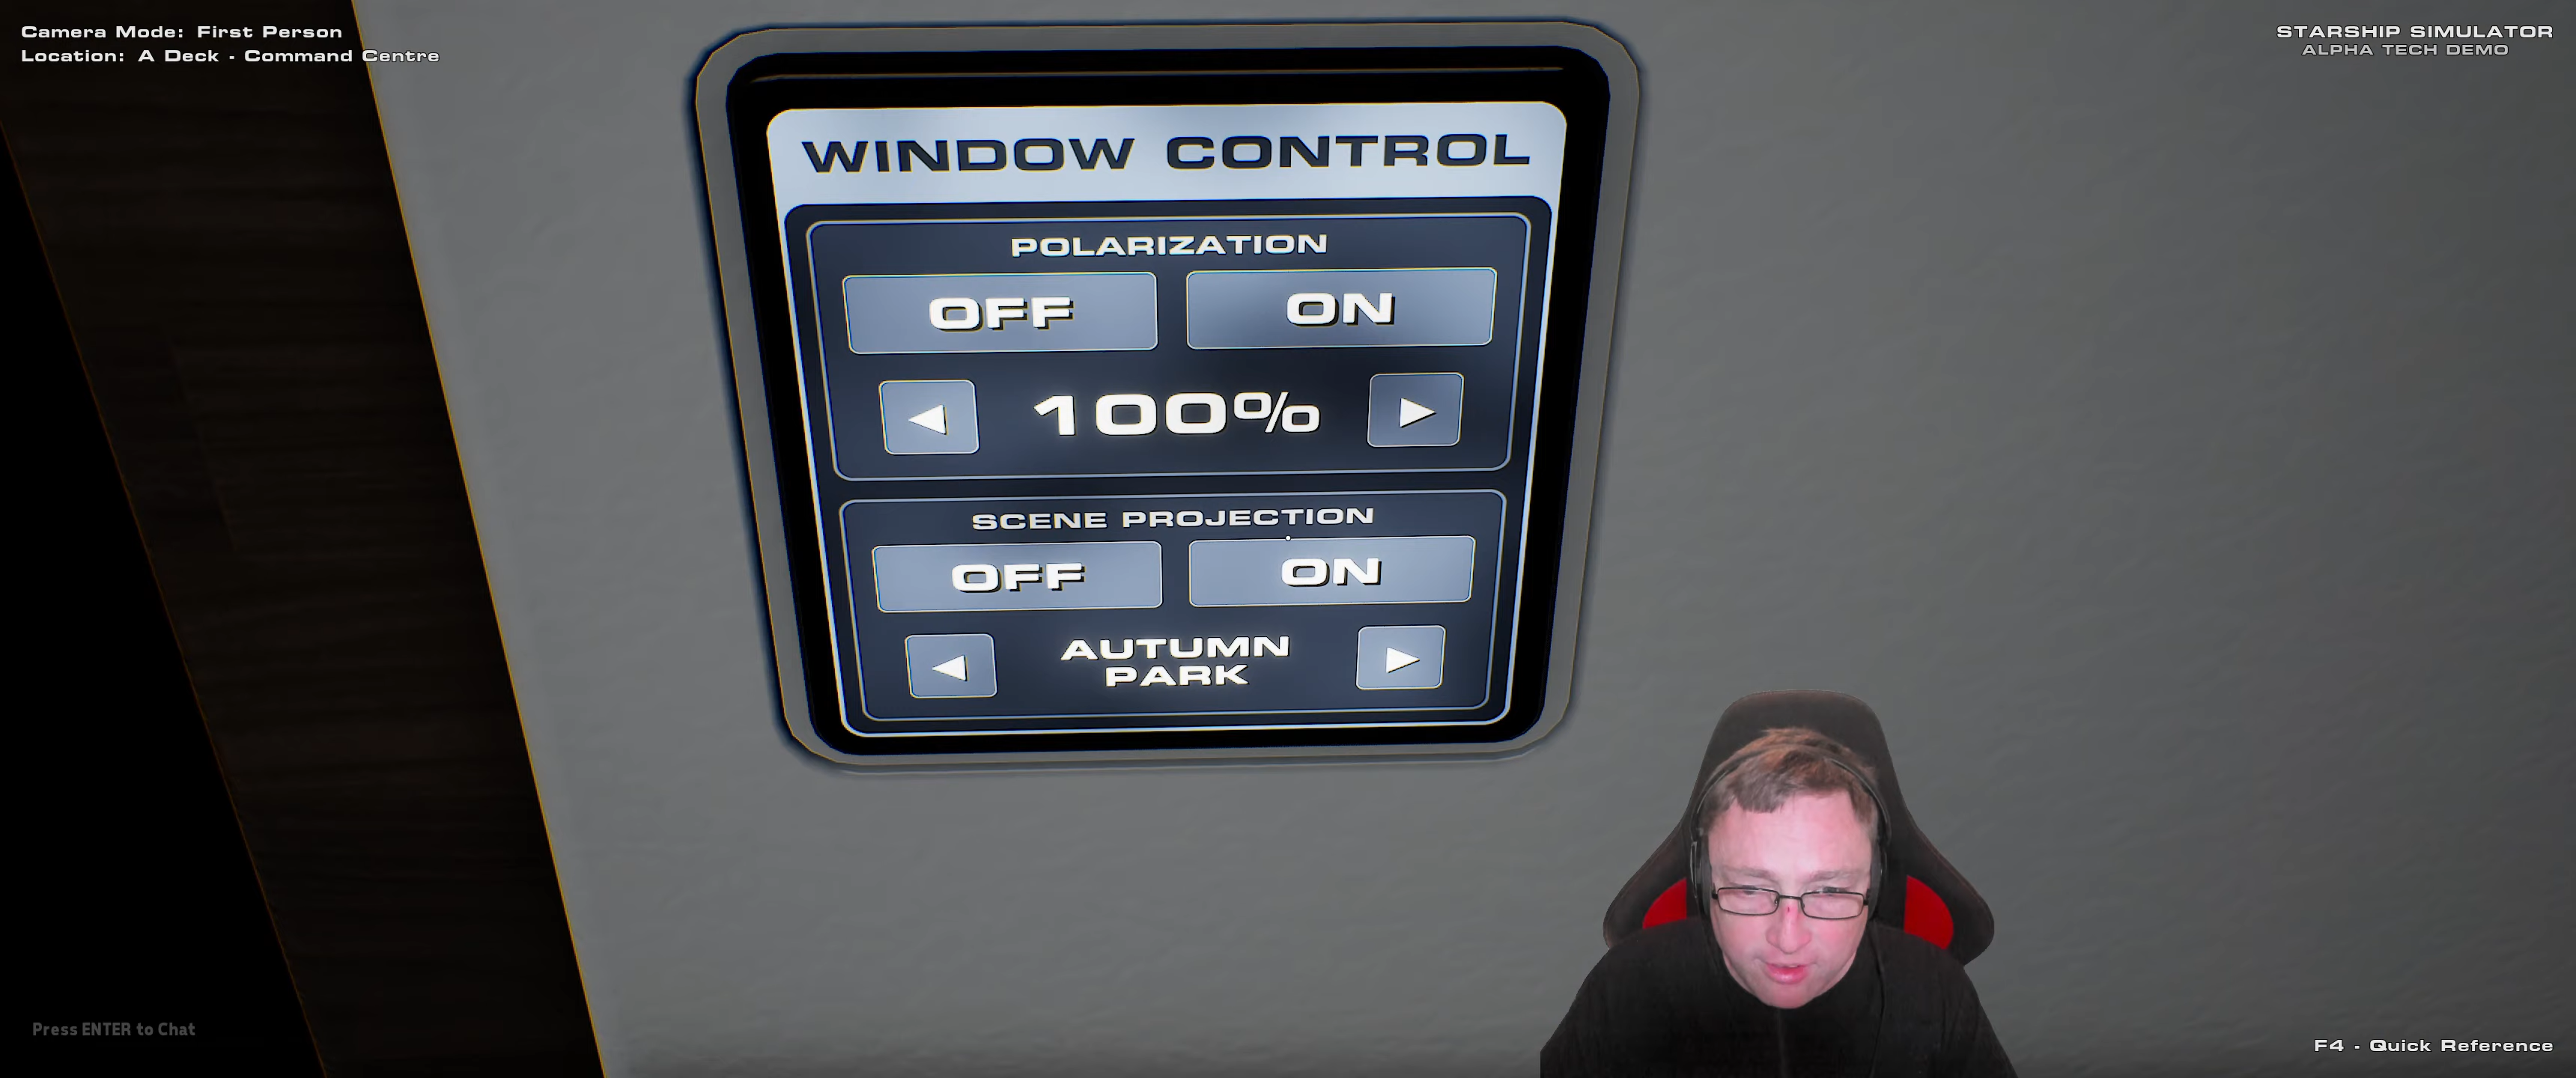 Camera Mode: First Person
Location: A Deck - Command Centre
STARSHIP SIMULATOR
ALPHA TECH DEMO
WINDOW CONTROL
POLARIZATION
OFF ON
◀ 100% ▶
SCENE PROJECTION
OFF ON
◀ AUTUMN ▶
PARK
Press ENTER to Chat
F4 - Quick Reference